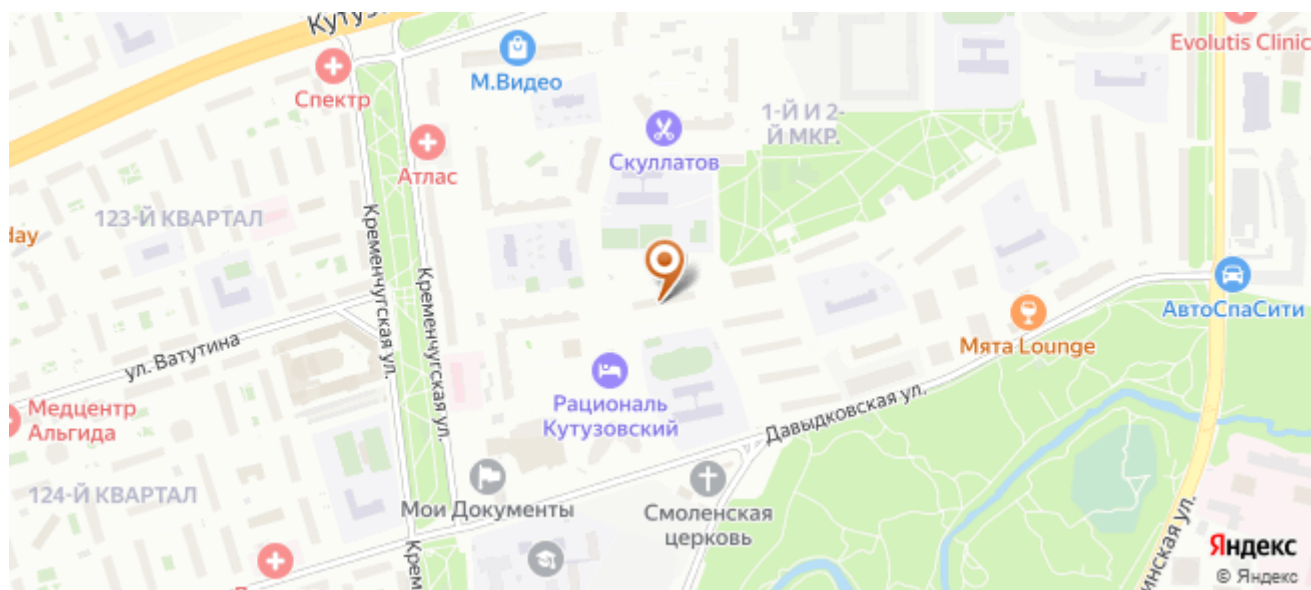 Кутуз
М.Видео
Evolutis Clinic
Спектр
1-Й И 2-
Й МКР.
Скуллатов
Атлас
123-Й КВАРТАЛ
day
Кременчугская ул.
Кременчугская ул.
АвтоСпаСити
ул. Ватутина
Мята Lounge
Медцентр
Альгида
Рациональ
Кутузовский
Давыдковская ул.
124-Й КВАРТАЛ
Мои Документы
Смоленская
церковь
Крем
инская ул.
Яндекс
© Яндекс